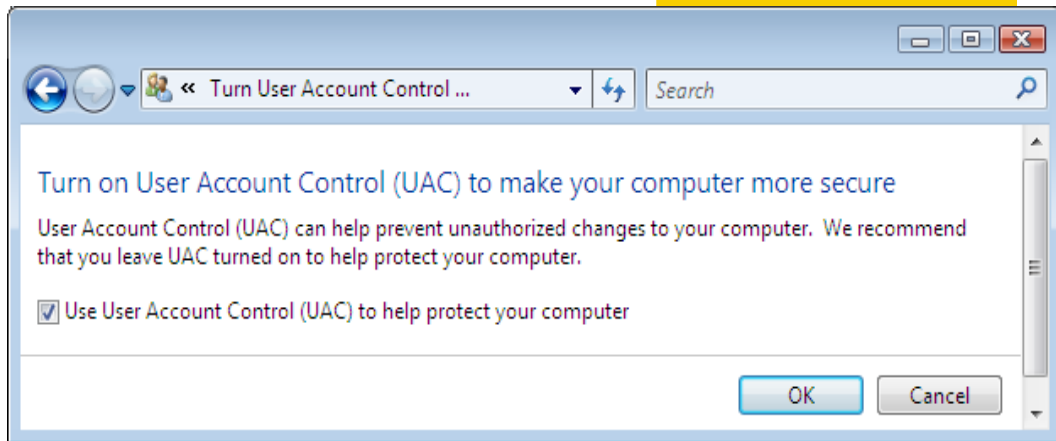 « Turn User Account Control ...
Search
Turn on User Account Control (UAC) to make your computer more secure
User Account Control (UAC) can help prevent unauthorized changes to your computer. We recommend
that you leave UAC turned on to help protect your computer.
Use User Account Control (UAC) to help protect your computer
OK
Cancel